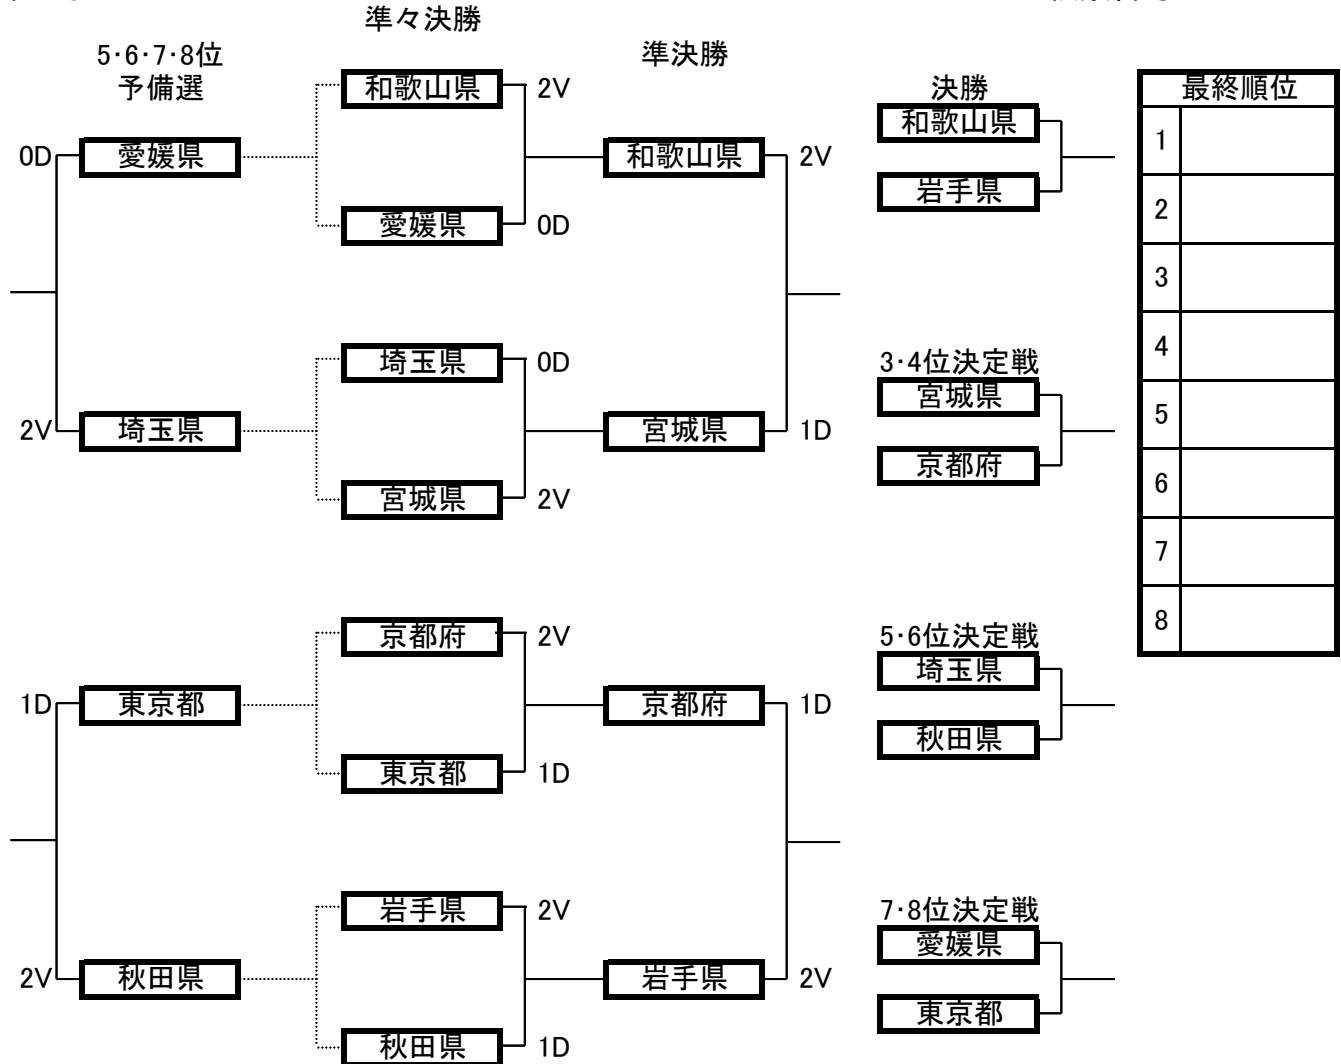 準々決勝
5・6・7・8位
予備選
準決勝
決勝
最終順位
和歌山県 2V
和歌山県
0D 愛媛県
和歌山県 2V
1
岩手県
愛媛県 0D
2
3
埼玉県 0D
3・4位決定戦
4
宮城県
2V 埼玉県
宮城県 1D
5
京都府
宮城県 2V
6
7
8
京都府 2V
5・6位決定戦
埼玉県
1D 東京都
京都府 1D
秋田県
東京都 1D
岩手県 2V
7・8位決定戦
愛媛県
2V 秋田県
岩手県 2V
東京都
秋田県 1D